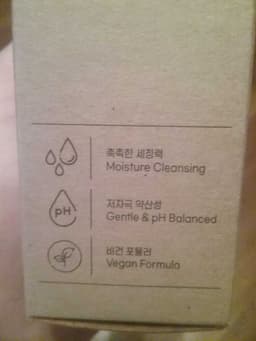 촉촉한 세정력
Moisture Cleansing
pH
저자극 약산성
Gentle & pH Balanced
비건 포뮬러
Vegan Formula